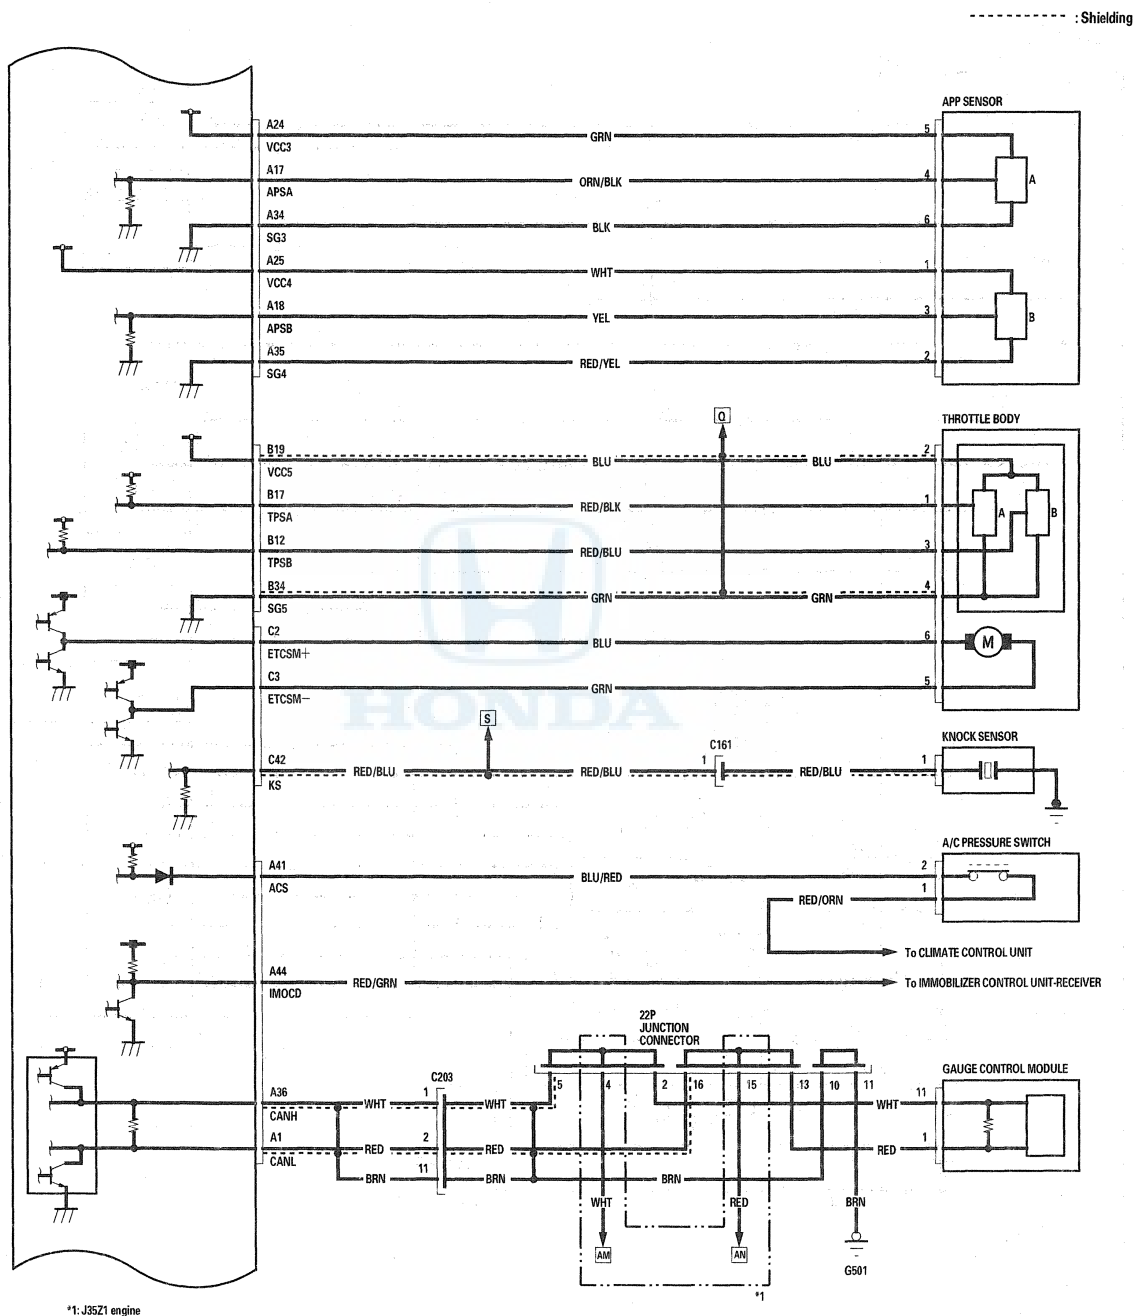 : Shielding
APP SENSOR
A24
VCC3
GRN
5
A17
APSA
ORN/BLK
4
A
A34
SG3
BLK
6
A25
VCC4
WHT
1
A18
APSB
YEL
3
B
A35
SG4
RED/YEL
2
Q
THROTTLE BODY
B19
VCC5
BLU
BLU
2
B17
TPSA
RED/BLK
1
A
B
B12
TPSB
RED/BLU
3
B34
SG5
GRN
GRN
4
C2
ETCSM+
BLU
6
M
C3
ETCSM−
GRN
5
HONDA
S
C161
KNOCK SENSOR
C42
KS
RED/BLU
RED/BLU
1
RED/BLU
1
A/C PRESSURE SWITCH
A41
ACS
BLU/RED
2
RED/ORN
1
To CLIMATE CONTROL UNIT
A44
IMOCD
RED/GRN
To IMMOBILIZER CONTROL UNIT-RECEIVER
22P
JUNCTION
CONNECTOR
C203
5
4
2
16
15
13
10
11
GAUGE CONTROL MODULE
A36
CANH
WHT
1
WHT
WHT
11
A1
CANL
RED
2
RED
RED
1
BRN
11
BRN
BRN
WHT
RED
BRN
AM
AN
G501
*1
*1: J35Z1 engine